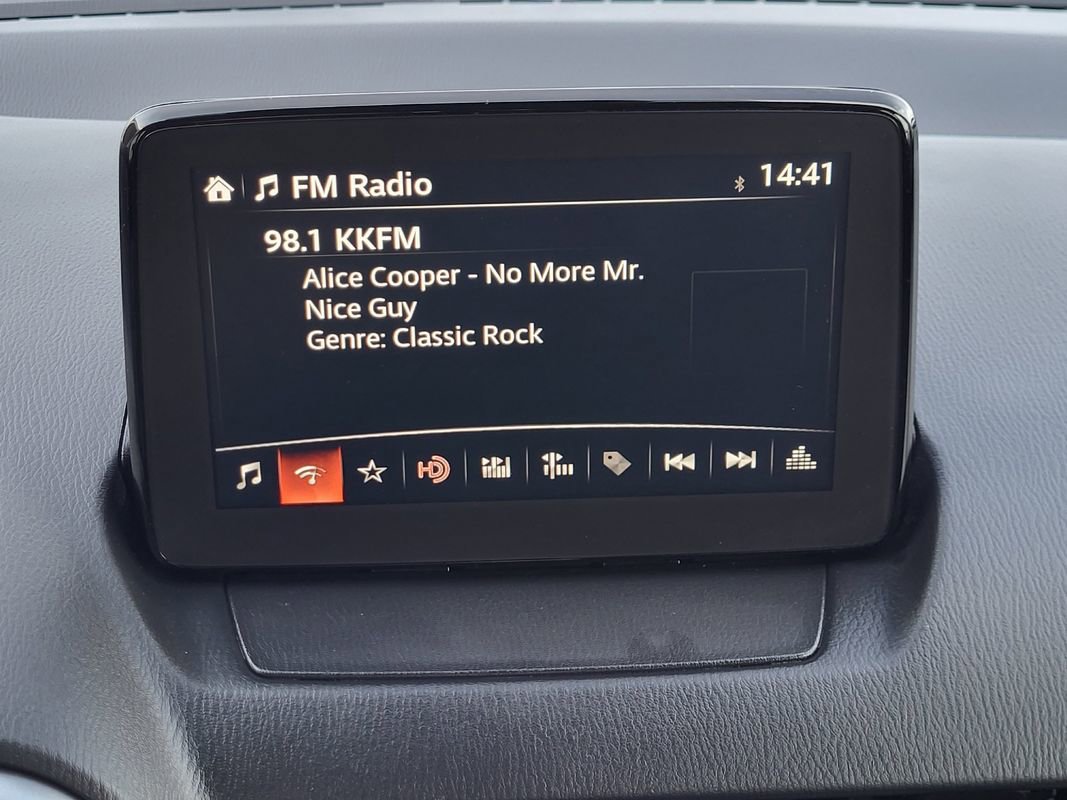 FM Radio
14:41
98.1 KKFM
Alice Cooper - No More Mr.
Nice Guy
Genre: Classic Rock
HD